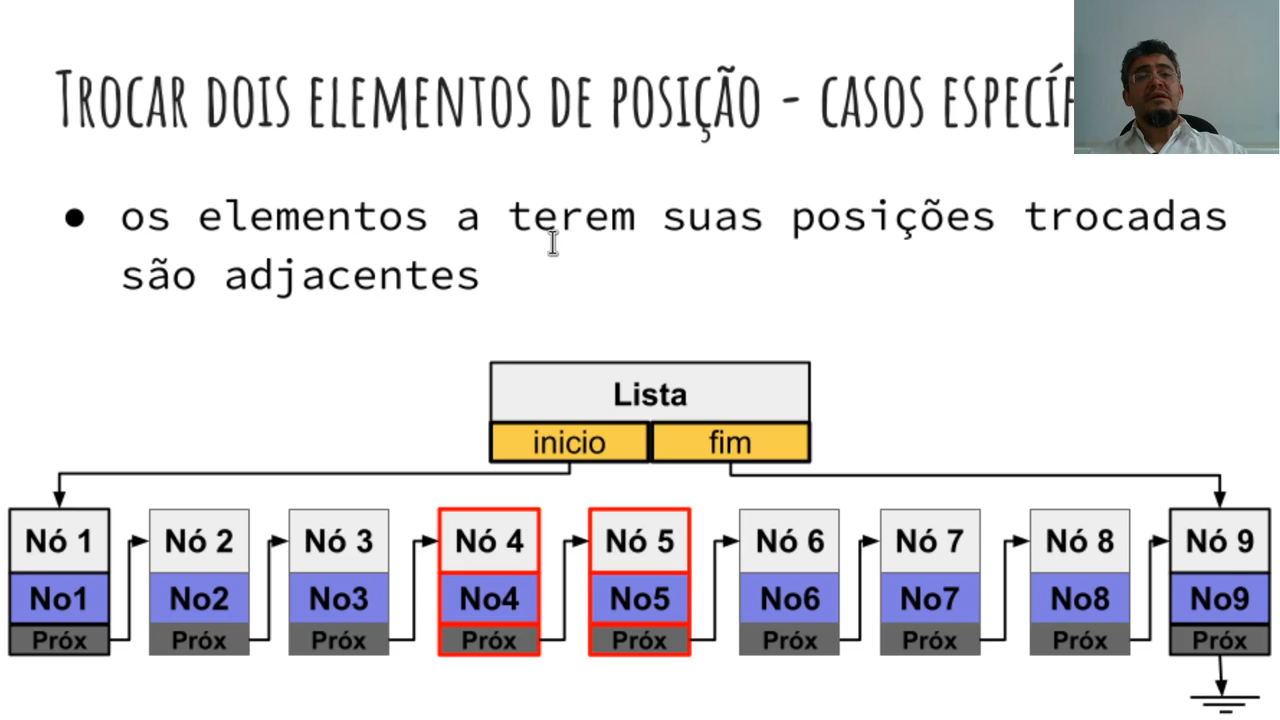 TROCAR DOIS ELEMENTOS DE POSIÇÃO - CASOS ESPECÍF
● os elementos a terem suas posições trocadas
são adjacentes
Lista
inicio fim
Nó 1 Nó 2 Nó 3 Nó 4 Nó 5 Nó 6 Nó 7 Nó 8 Nó 9
No1 No2 No3 No4 No5 No6 No7 No8 No9
Próx Próx Próx Próx Próx Próx Próx Próx Próx